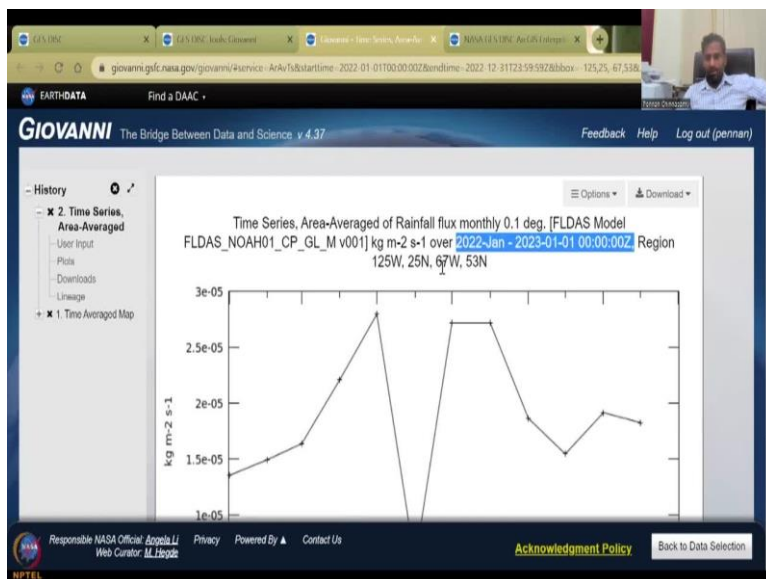 GES DISC
GES DISC Tools: Giovanni
Giovanni - Time Series, Area-Av
NASA GES DISC ArcGIS Enterpris
giovanni.gsfc.nasa.gov/giovanni/#service=ArAvTs&starttime=2022-01-01T00:00:00Z&endtime=2022-12-31T23:59:59Z&bbox=-125,25,-67,53&
EARTHDATA
Find a DAAC
GIOVANNI The Bridge Between Data and Science v 4.37
Feedback Help Log out (pennan)
History
2. Time Series, Area-Averaged
User Input
Plots
Downloads
Lineage
1. Time Averaged Map
Options
Download
Time Series, Area-Averaged of Rainfall flux monthly 0.1 deg. [FLDAS Model
FLDAS_NOAH01_CP_GL_M v001] kg m-2 s-1 over 2022-Jan - 2023-01-01 00:00:00Z, Region
125W, 25N, 67W, 53N
3e-05
2.5e-05
2e-05
1.5e-05
1e-05
kg m-2 s-1
Responsible NASA Official: Angela Li
Web Curator: M. Hegde
Privacy
Powered By ▲
Contact Us
Acknowledgment Policy
Back to Data Selection
NPTEL